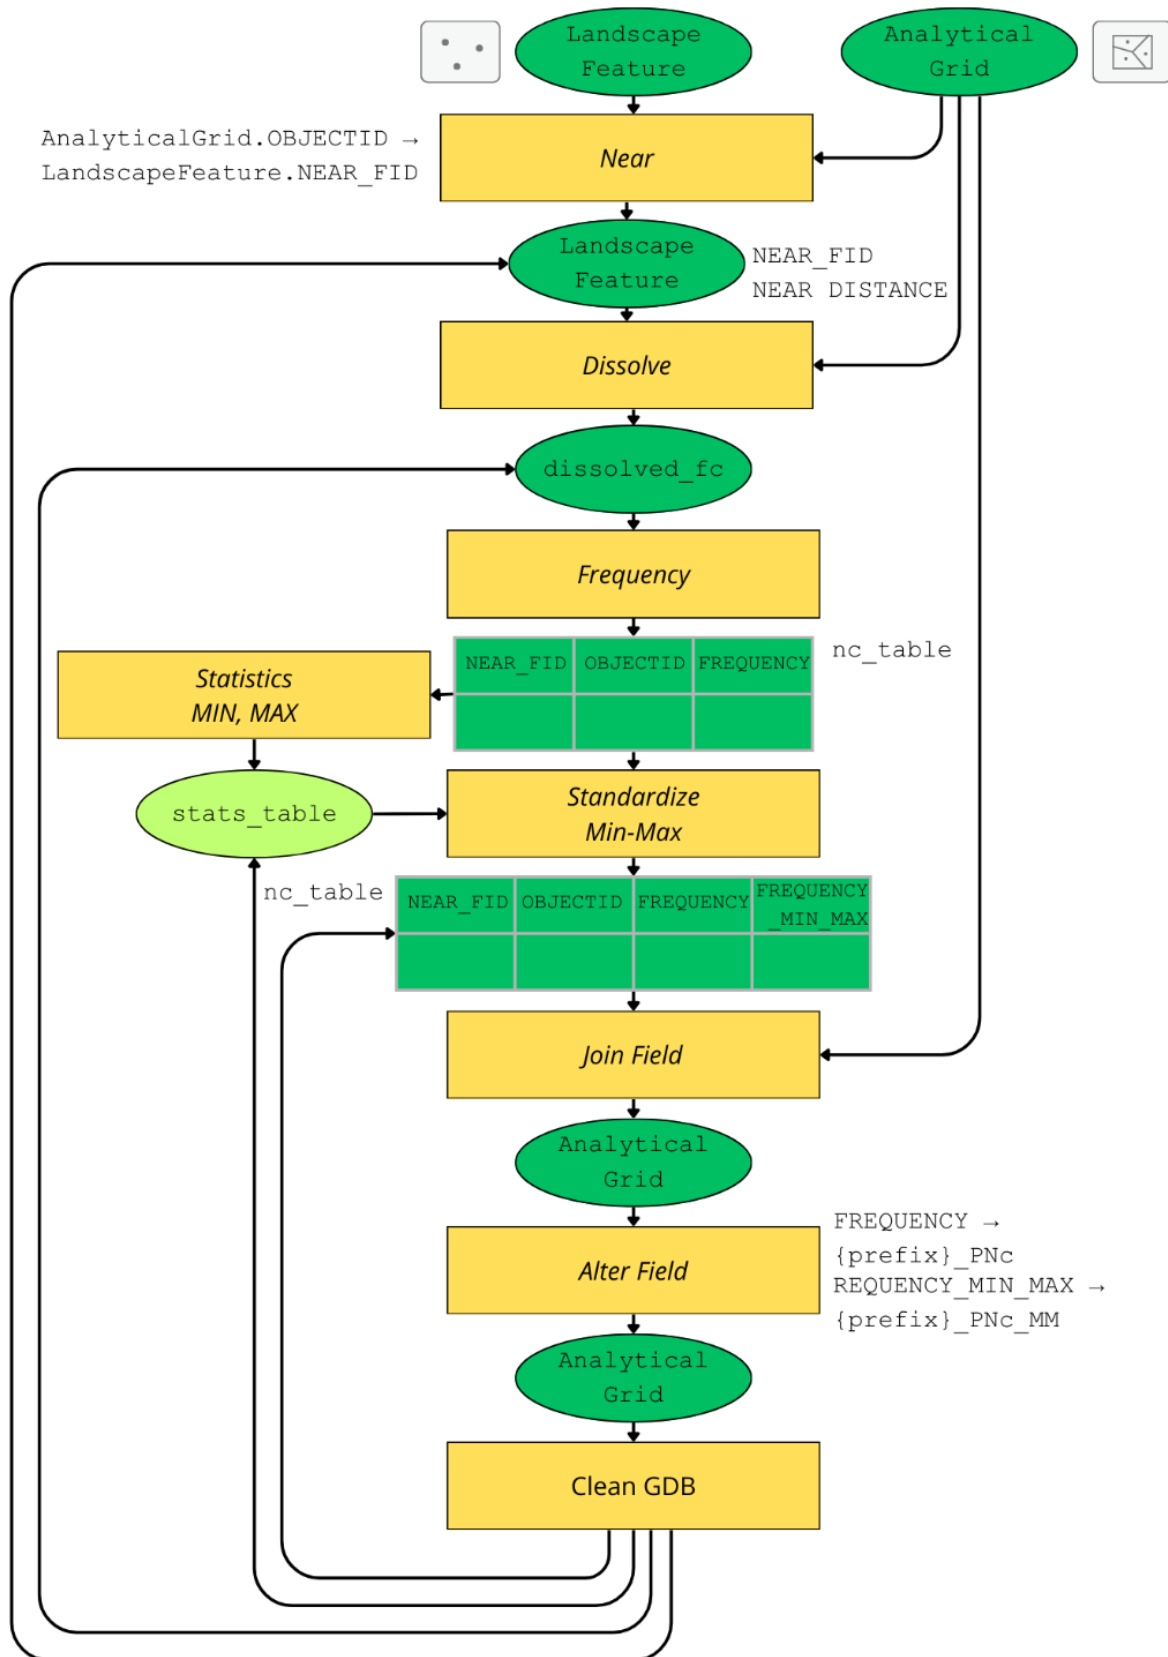 Landscape
Feature
Analytical
Grid
AnalyticalGrid.OBJECTID →
LandscapeFeature.NEAR_FID
Near
Landscape
Feature
NEAR_FID
NEAR DISTANCE
Dissolve
dissolved_fc
Frequency
nc_table
NEAR_FID
OBJECTID
FREQUENCY
Statistics
MIN, MAX
stats_table
Standardize
Min-Max
nc_table
NEAR_FID
OBJECTID
FREQUENCY
FREQUENCY
_MIN_MAX
Join Field
Analytical
Grid
Alter Field
FREQUENCY →
{prefix}_PNc
REQUENCY_MIN_MAX →
{prefix}_PNc_MM
Analytical
Grid
Clean GDB